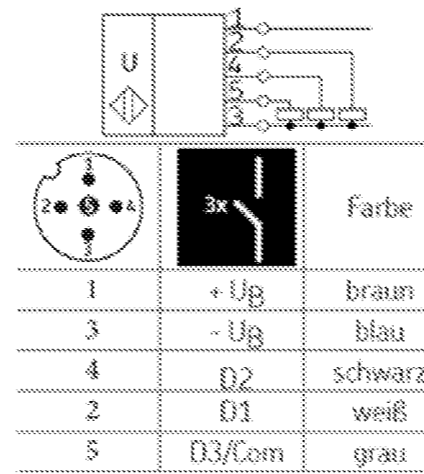 1
2
U
4
5
3
1
2 5 4
3
3x
Farbe
1 + UB braun
3 - UB blau
4 D2 schwarz
2 D1 weiß
5 D3/Com grau